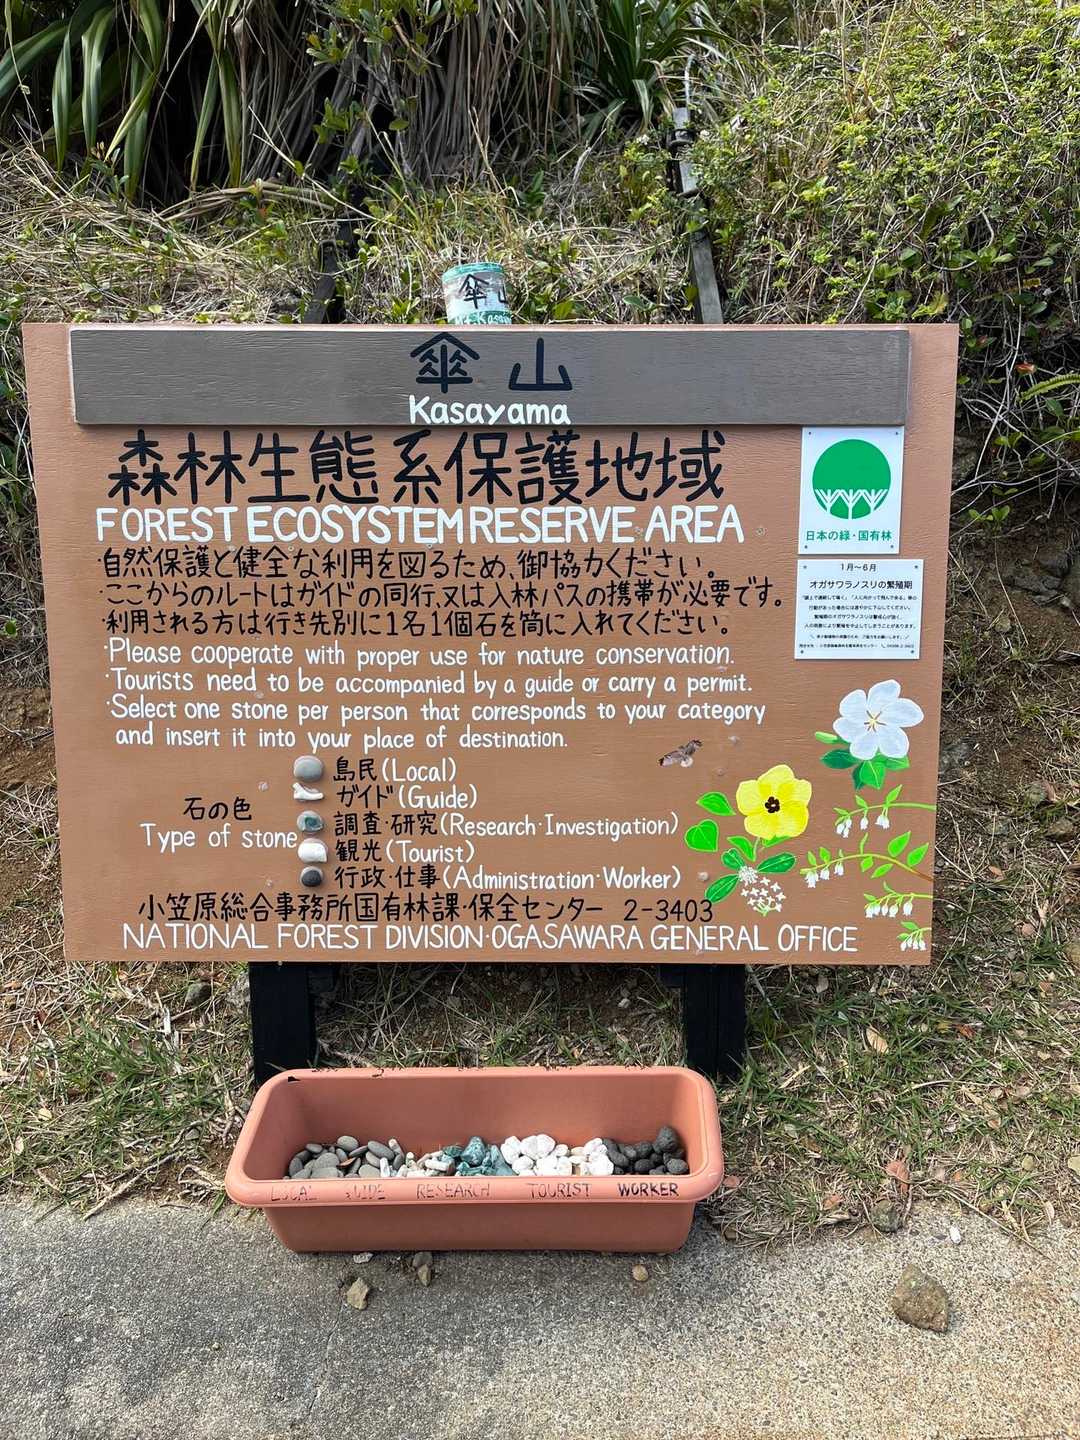 傘山
Mt.Kasa
傘山
Kasayama
森林生態系保護地域
FOREST ECOSYSTEM RESERVE AREA
・自然保護と健全な利用を図るため、御協力ください。
・ここからのルートはガイドの同行、又は入林パスの携帯が必要です。
・利用される方は行き先別に1名1個石を筒に入れてください。
・Please cooperate with proper use for nature conservation.
・Tourists need to be accompanied by a guide or carry a permit.
・Select one stone per person that corresponds to your category
and insert it into your place of destination.
石の色
Type of stone
島民(Local)
ガイド(Guide)
調査・研究(Research・Investigation)
観光(Tourist)
行政・仕事(Administration・Worker)
小笠原総合事務所国有林課・保全センター 2-3403
NATIONAL FOREST DIVISION・OGASAWARA GENERAL OFFICE
日本の緑・国有林
1月～6月
オガサワラノスリの繁殖期
LOCAL GUIDE RESEARCH TOURIST WORKER